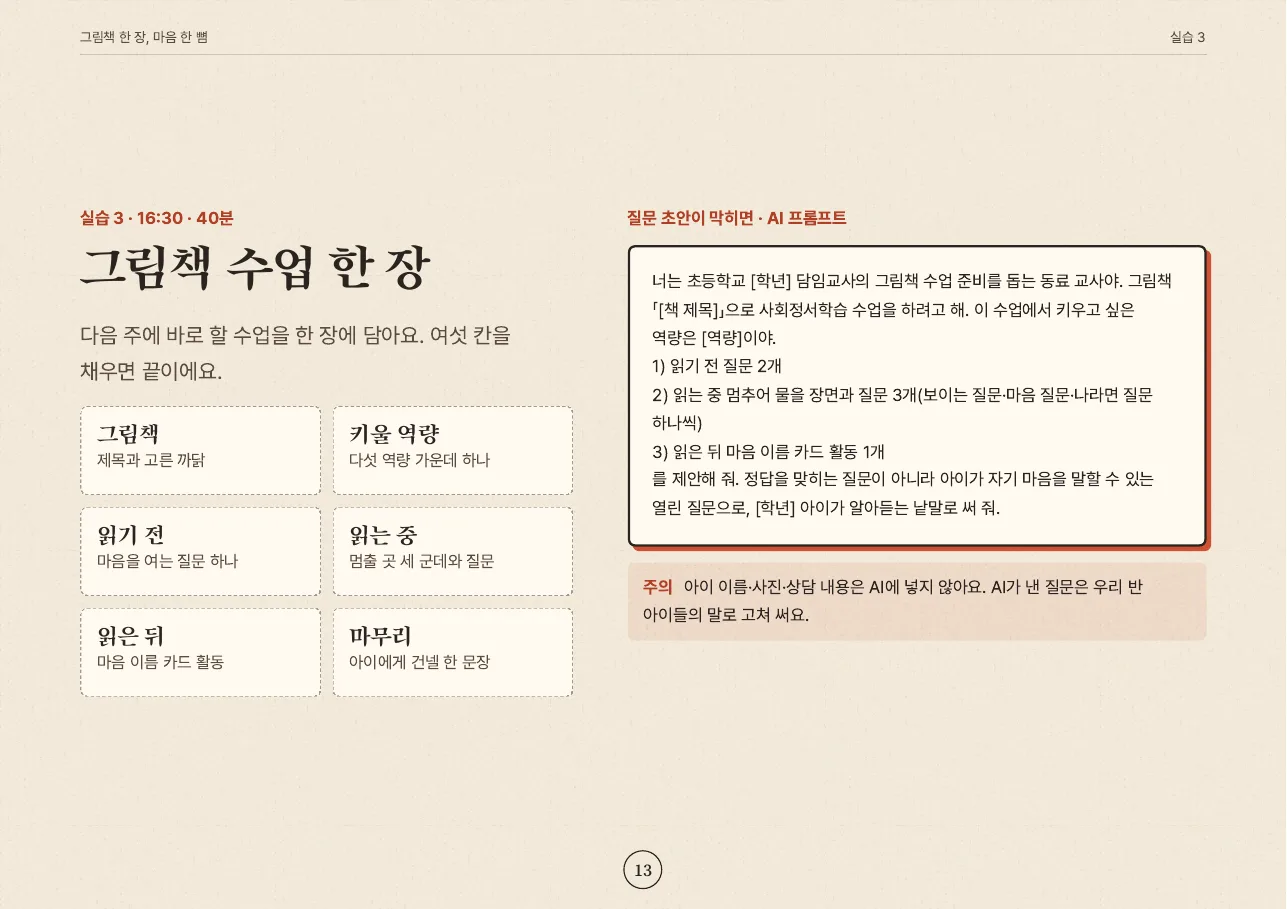 그림책 한 장, 마음 한 뼘
실습 3
실습 3 · 16:30 · 40분
그림책 수업 한 장
다음 주에 바로 할 수업을 한 장에 담아요. 여섯 칸을
채우면 끝이에요.
그림책
제목과 고른 까닭
키울 역량
다섯 역량 가운데 하나
읽기 전
마음을 여는 질문 하나
읽는 중
멈출 곳 세 군데와 질문
읽은 뒤
마음 이름 카드 활동
마무리
아이에게 건넬 한 문장
질문 초안이 막히면 · AI 프롬프트
너는 초등학교 [학년] 담임교사의 그림책 수업 준비를 돕는 동료 교사야. 그림책
「[책 제목]」으로 사회정서학습 수업을 하려고 해. 이 수업에서 키우고 싶은
역량은 [역량]이야.
1) 읽기 전 질문 2개
2) 읽는 중 멈추어 물을 장면과 질문 3개(보이는 질문·마음 질문·나라면 질문
하나씩)
3) 읽은 뒤 마음 이름 카드 활동 1개
를 제안해 줘. 정답을 맞히는 질문이 아니라 아이가 자기 마음을 말할 수 있는
열린 질문으로, [학년] 아이가 알아듣는 낱말로 써 줘.
주의 아이 이름·사진·상담 내용은 AI에 넣지 않아요. AI가 낸 질문은 우리 반
아이들의 말로 고쳐 써요.
13